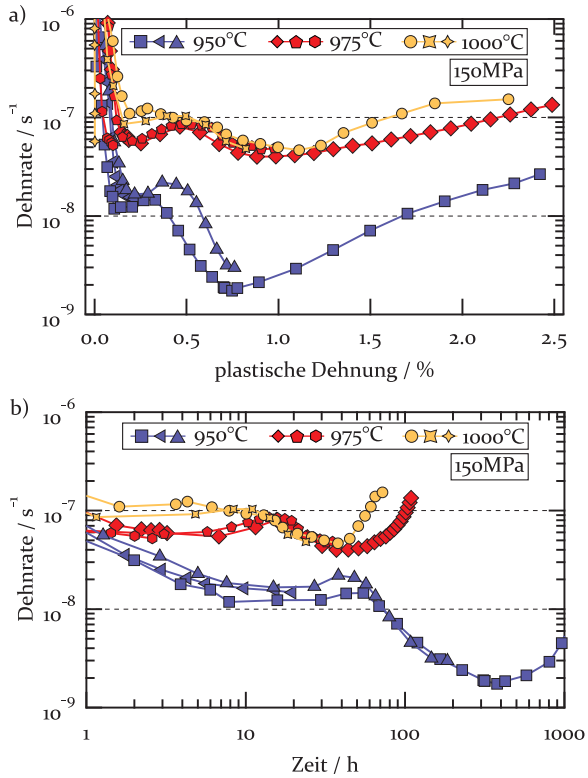 a)
10⁻⁶
950°C 975°C 1000°C
150MPa
10⁻⁷
Dehnrate / s⁻¹
10⁻⁸
10⁻⁹
0.0 0.5 1.0 1.5 2.0 2.5
plastische Dehnung / %
b)
10⁻⁶
950°C 975°C 1000°C
150MPa
10⁻⁷
Dehnrate / s⁻¹
10⁻⁸
10⁻⁹
1 10 100 1000
Zeit / h